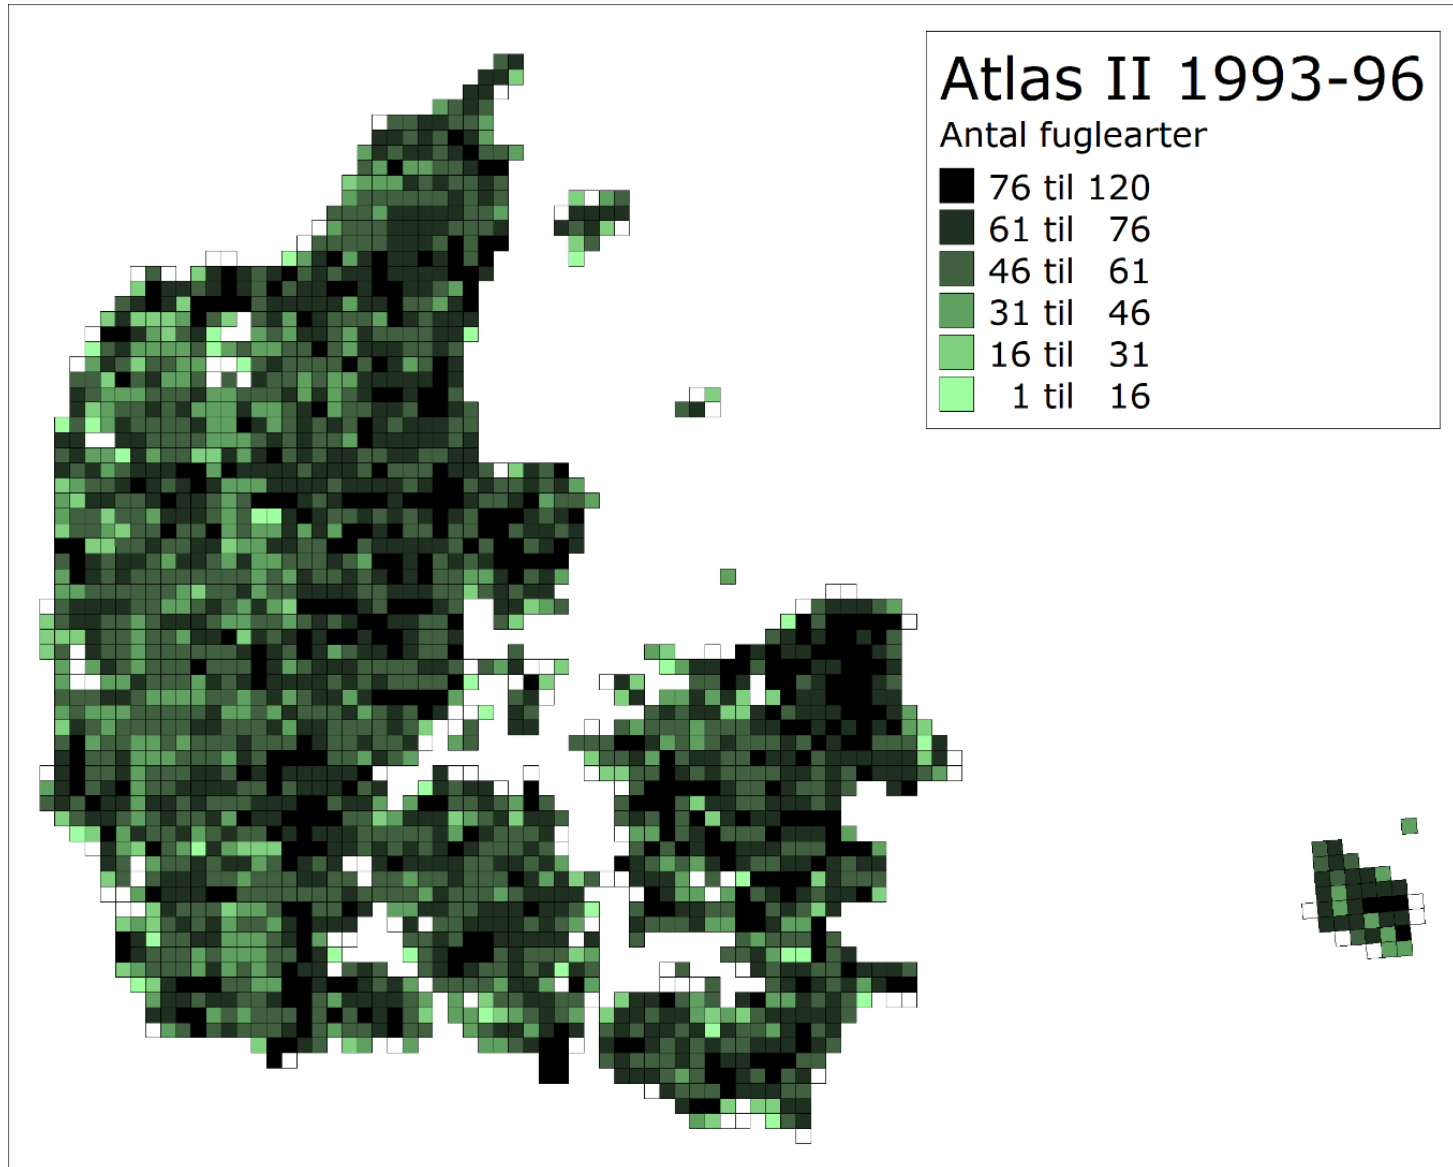 Atlas II 1993-96
Antal fuglearter
76 til 120
61 til 76
46 til 61
31 til 46
16 til 31
1 til 16